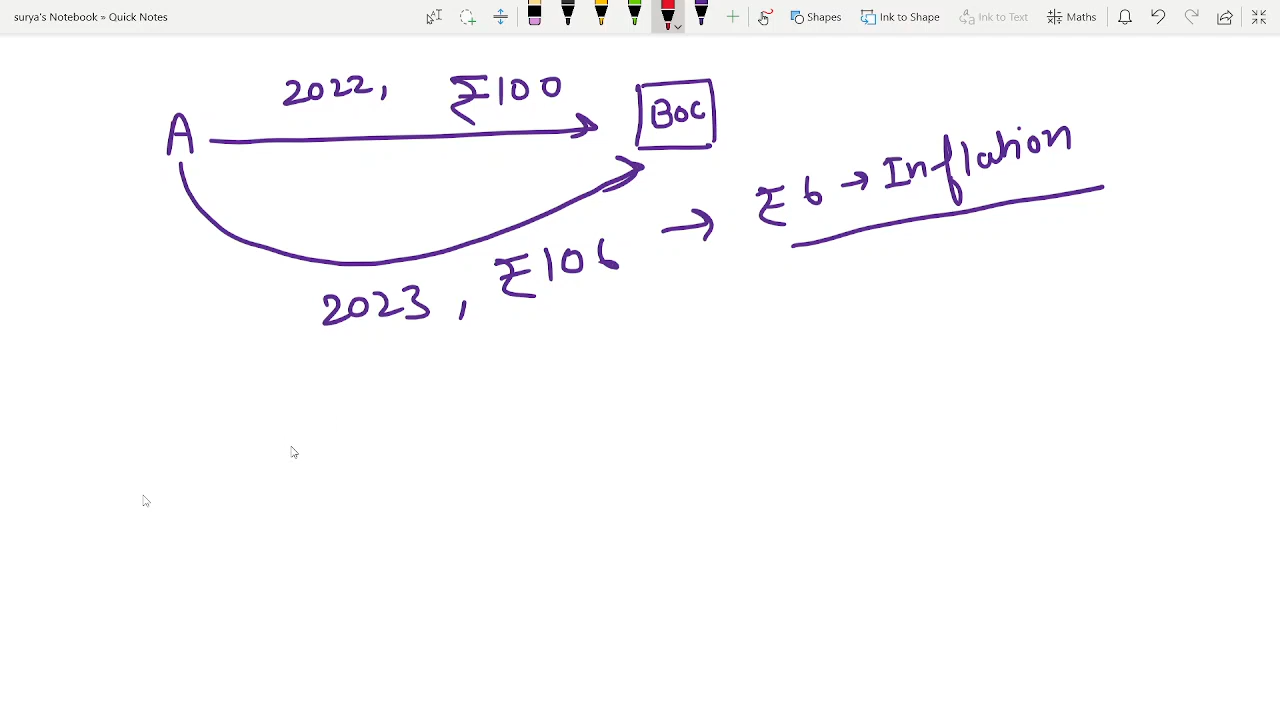 surya's Notebook » Quick Notes
Shapes
Ink to Shape
Ink to Text
Maths
2022, ₹100
A
BOC
₹6 → Inflation
2023, ₹106